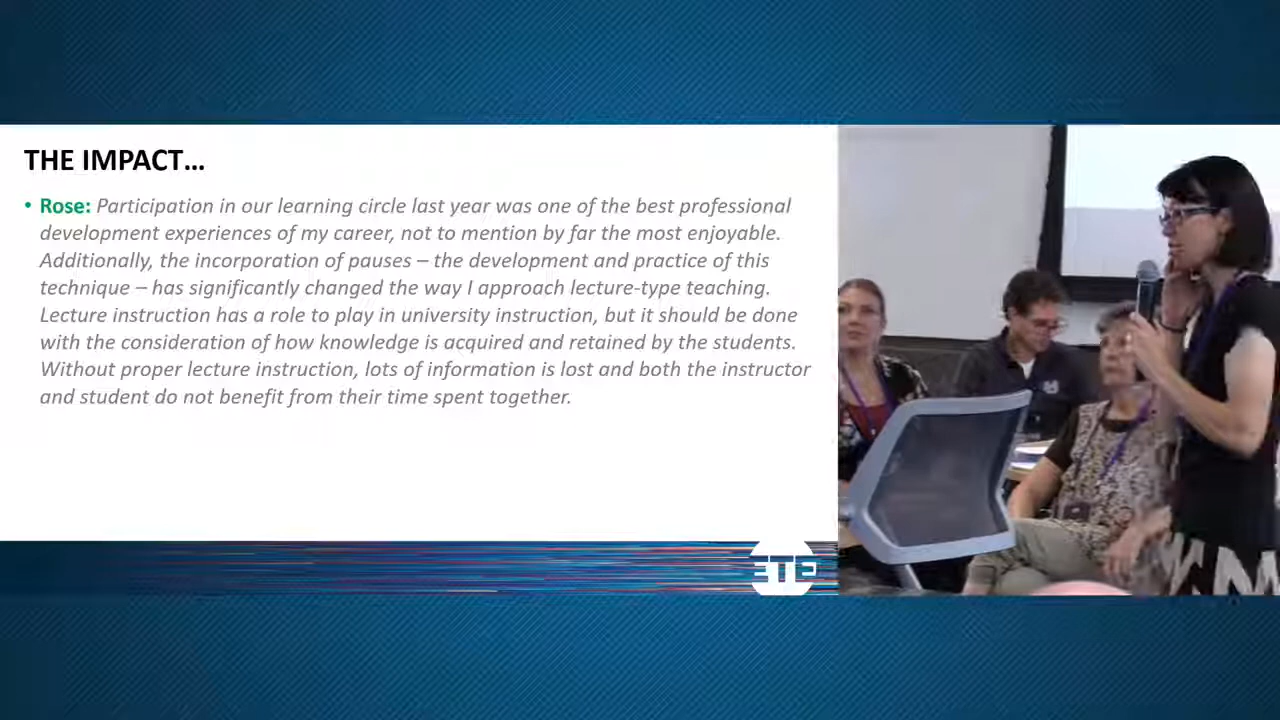 THE IMPACT…
• Rose: Participation in our learning circle last year was one of the best professional
development experiences of my career, not to mention by far the most enjoyable.
Additionally, the incorporation of pauses – the development and practice of this
technique – has significantly changed the way I approach lecture-type teaching.
Lecture instruction has a role to play in university instruction, but it should be done
with the consideration of how knowledge is acquired and retained by the students.
Without proper lecture instruction, lots of information is lost and both the instructor
and student do not benefit from their time spent together.
ETE